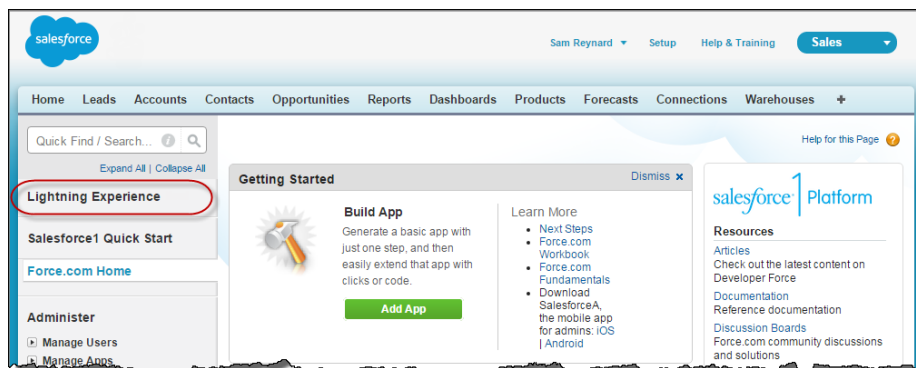 salesforce
Sam Reynard Setup Help & Training Sales
Home Leads Accounts Contacts Opportunities Reports Dashboards Products Forecasts Connections Warehouses +
Quick Find / Search...
Expand All | Collapse All
Lightning Experience
Salesforce1 Quick Start
Force.com Home
Administer
Manage Users
Manage Apps
Help for this Page ?
Getting Started
Dismiss x
Build App
Generate a basic app with
just one step, and then
easily extend that app with
clicks or code.
Add App
Learn More
Next Steps
Force.com
Workbook
Force.com
Fundamentals
Download
SalesforceA,
the mobile app
for admins: iOS
| Android
salesforce1 Platform
Resources
Articles
Check out the latest content on
Developer Force
Documentation
Reference documentation
Discussion Boards
Force.com community discussions
and solutions